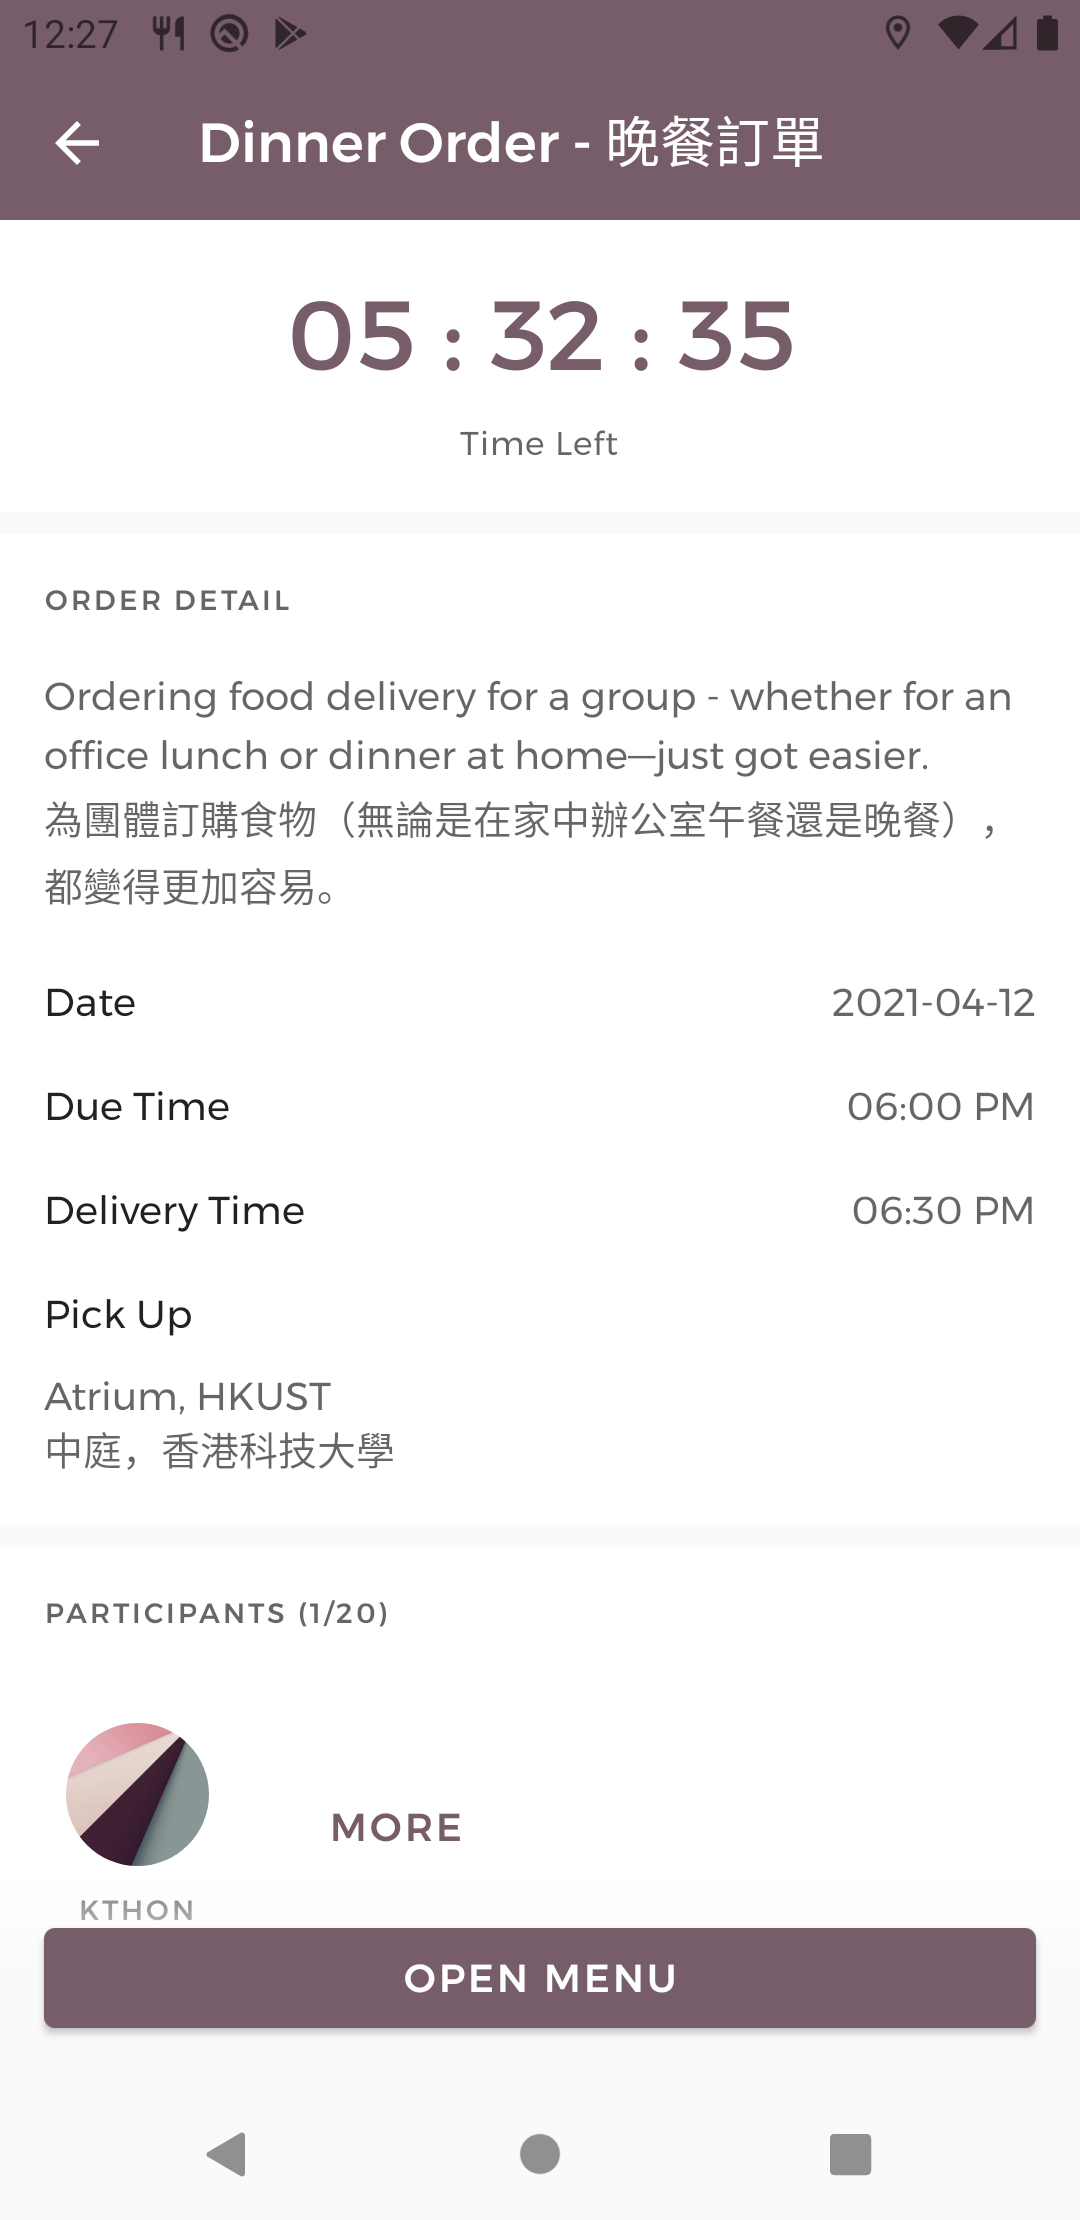 12:27
Dinner Order - 晚餐訂單
05 : 32 : 35
Time Left
ORDER DETAIL
Ordering food delivery for a group - whether for an
office lunch or dinner at home—just got easier.
為團體訂購食物（無論是在家中辦公室午餐還是晚餐），
都變得更加容易。
Date 2021-04-12
Due Time 06:00 PM
Delivery Time 06:30 PM
Pick Up
Atrium, HKUST
中庭，香港科技大學
PARTICIPANTS (1/20)
MORE
KTHON
OPEN MENU